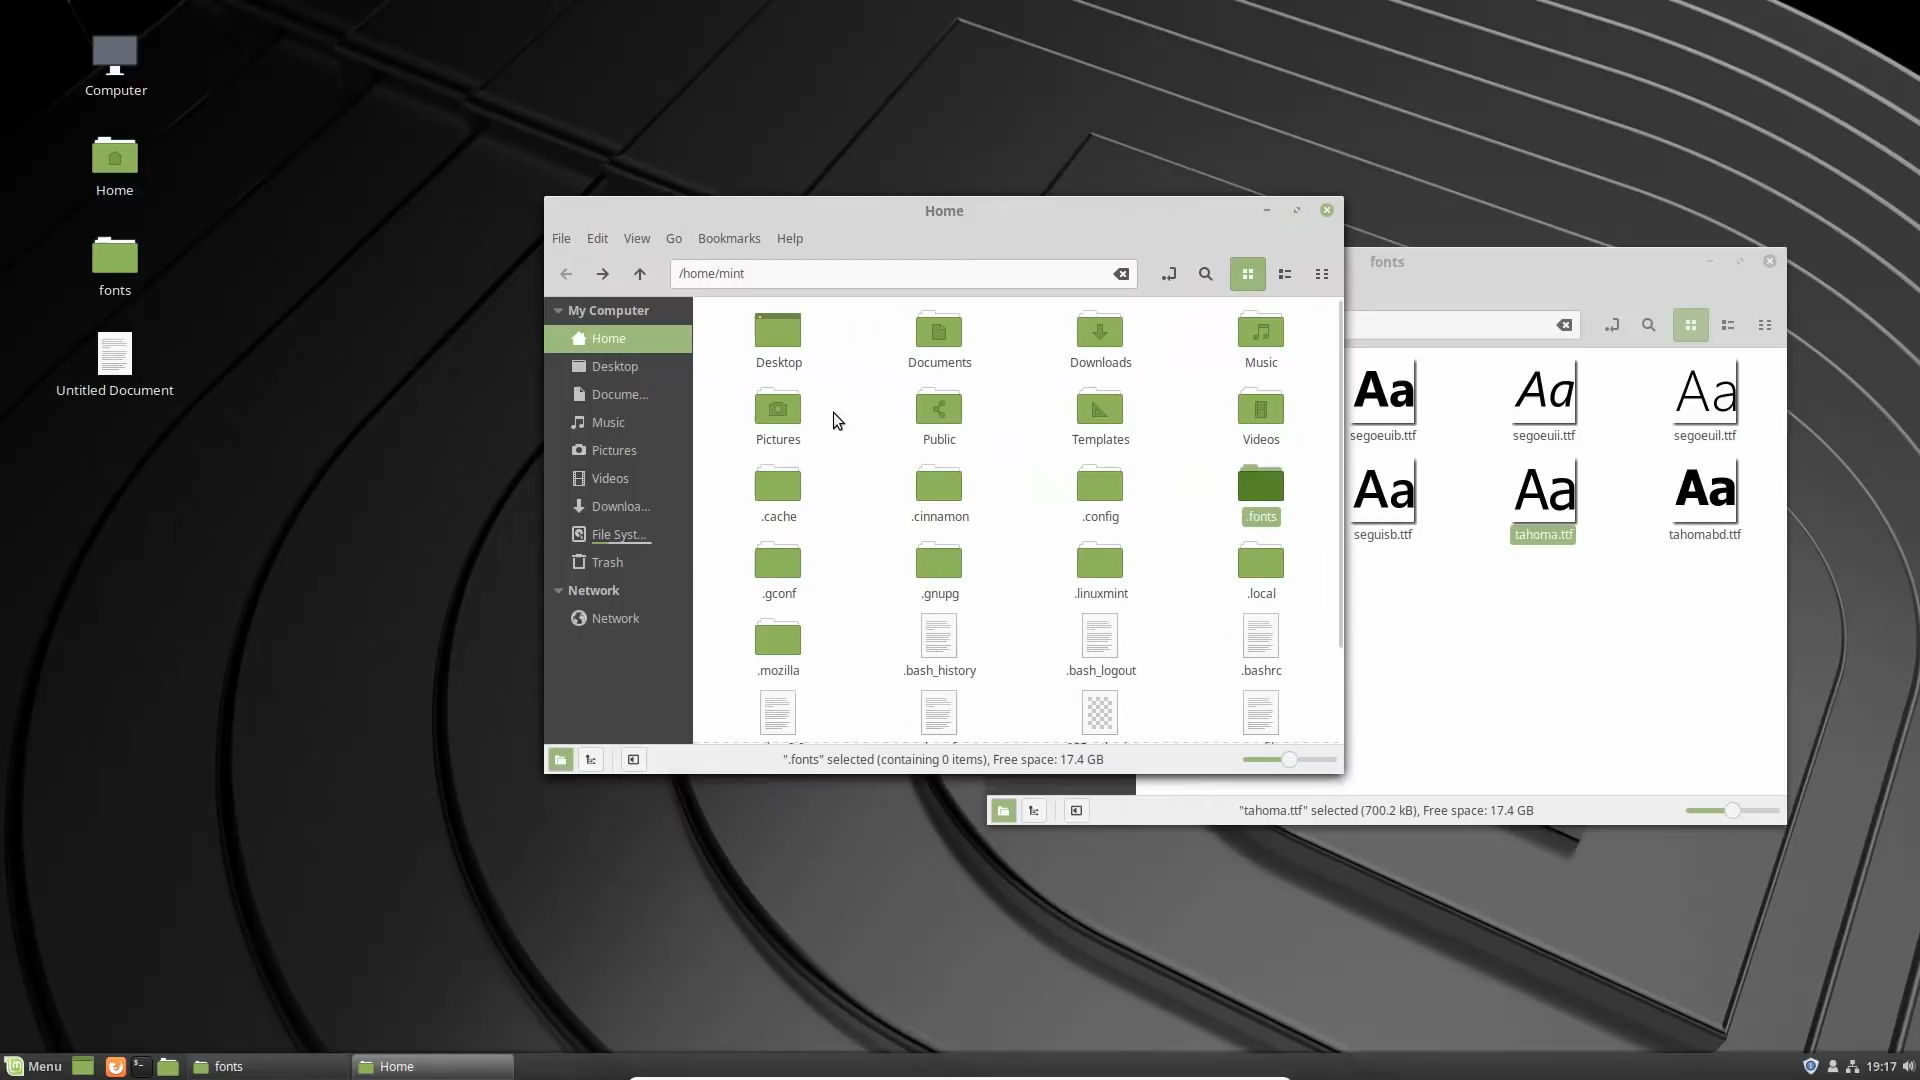 Computer
Home
fonts
Untitled Document
Home
File Edit View Go Bookmarks Help
/home/mint
My Computer
Home
Desktop
Docume...
Music
Pictures
Videos
Downloa...
File Syst...
Trash
Network
Network
Desktop Documents Downloads Music
Pictures Public Templates Videos
.cache .cinnamon .config .fonts
.gconf .gnupg .linuxmint .local
.mozilla .bash_history .bash_logout .bashrc
".fonts" selected (containing 0 items), Free space: 17.4 GB
fonts
Aa Aa Aa
segoeuib.ttf segoeuii.ttf segoeuil.ttf
Aa Aa Aa
seguisb.ttf tahoma.ttf tahomabd.ttf
"tahoma.ttf" selected (700.2 kB), Free space: 17.4 GB
Menu fonts Home 19:17